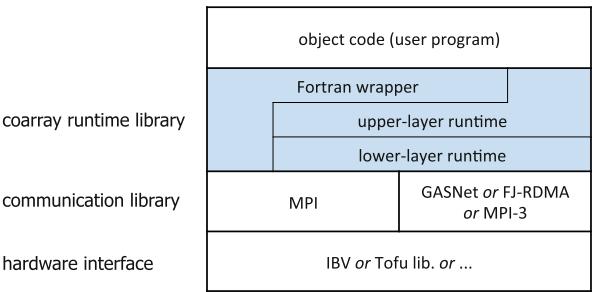 object code (user program)
Fortran wrapper
coarray runtime library
upper-layer runtime
lower-layer runtime
communication library
MPI
GASNet or FJ-RDMA
or MPI-3
hardware interface
IBV or Tofu lib. or ...